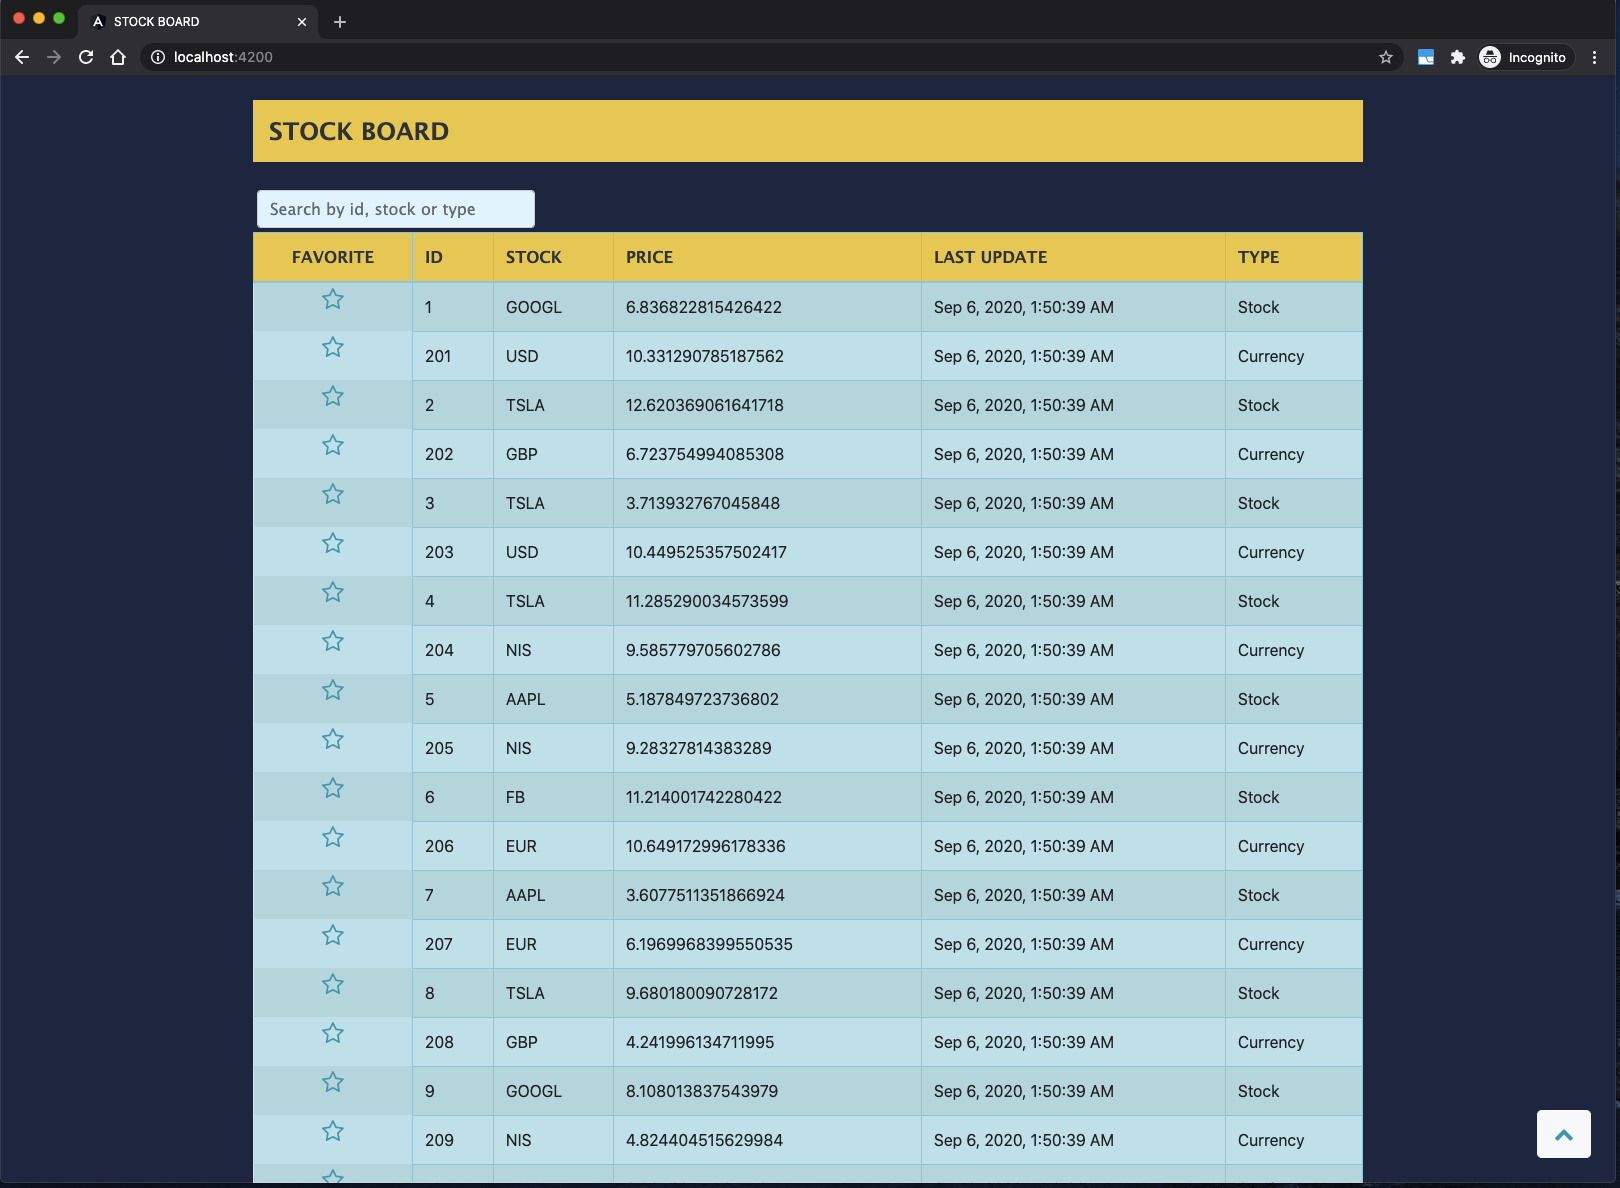 STOCK BOARD
localhost:4200
Incognito
STOCK BOARD
Search by id, stock or type
FAVORITE ID STOCK PRICE LAST UPDATE TYPE
1 GOOGL 6.836822815426422 Sep 6, 2020, 1:50:39 AM Stock
201 USD 10.331290785187562 Sep 6, 2020, 1:50:39 AM Currency
2 TSLA 12.620369061641718 Sep 6, 2020, 1:50:39 AM Stock
202 GBP 6.723754994085308 Sep 6, 2020, 1:50:39 AM Currency
3 TSLA 3.713932767045848 Sep 6, 2020, 1:50:39 AM Stock
203 USD 10.449525357502417 Sep 6, 2020, 1:50:39 AM Currency
4 TSLA 11.285290034573599 Sep 6, 2020, 1:50:39 AM Stock
204 NIS 9.585779705602786 Sep 6, 2020, 1:50:39 AM Currency
5 AAPL 5.187849723736802 Sep 6, 2020, 1:50:39 AM Stock
205 NIS 9.28327814383289 Sep 6, 2020, 1:50:39 AM Currency
6 FB 11.214001742280422 Sep 6, 2020, 1:50:39 AM Stock
206 EUR 10.649172996178336 Sep 6, 2020, 1:50:39 AM Currency
7 AAPL 3.6077511351866924 Sep 6, 2020, 1:50:39 AM Stock
207 EUR 6.1969968399550535 Sep 6, 2020, 1:50:39 AM Currency
8 TSLA 9.680180090728172 Sep 6, 2020, 1:50:39 AM Stock
208 GBP 4.241996134711995 Sep 6, 2020, 1:50:39 AM Currency
9 GOOGL 8.108013837543979 Sep 6, 2020, 1:50:39 AM Stock
209 NIS 4.824404515629984 Sep 6, 2020, 1:50:39 AM Currency